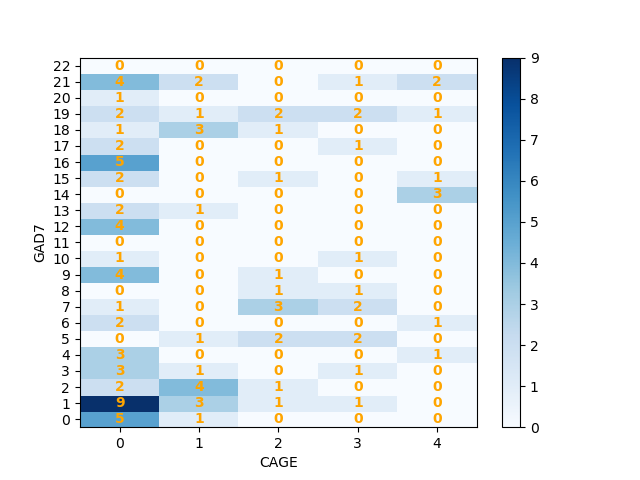 22 0 0 0 0 0
21 4 2 0 1 2
20 1 0 0 0 0
19 2 1 2 2 1
18 1 3 1 0 0
17 2 0 0 1 0
16 5 0 0 0 0
15 2 0 1 0 1
14 0 0 0 0 3
13 2 1 0 0 0
12 4 0 0 0 0
11 0 0 0 0 0
10 1 0 0 1 0
9 4 0 1 0 0
8 0 0 1 1 0
7 1 0 3 2 0
6 2 0 0 0 1
5 0 1 2 2 0
4 3 0 0 0 1
3 3 1 0 1 0
2 2 4 1 0 0
1 9 3 1 1 0
0 5 1 0 0 0
0 1 2 3 4
CAGE
GAD7
9
8
7
6
5
4
3
2
1
0